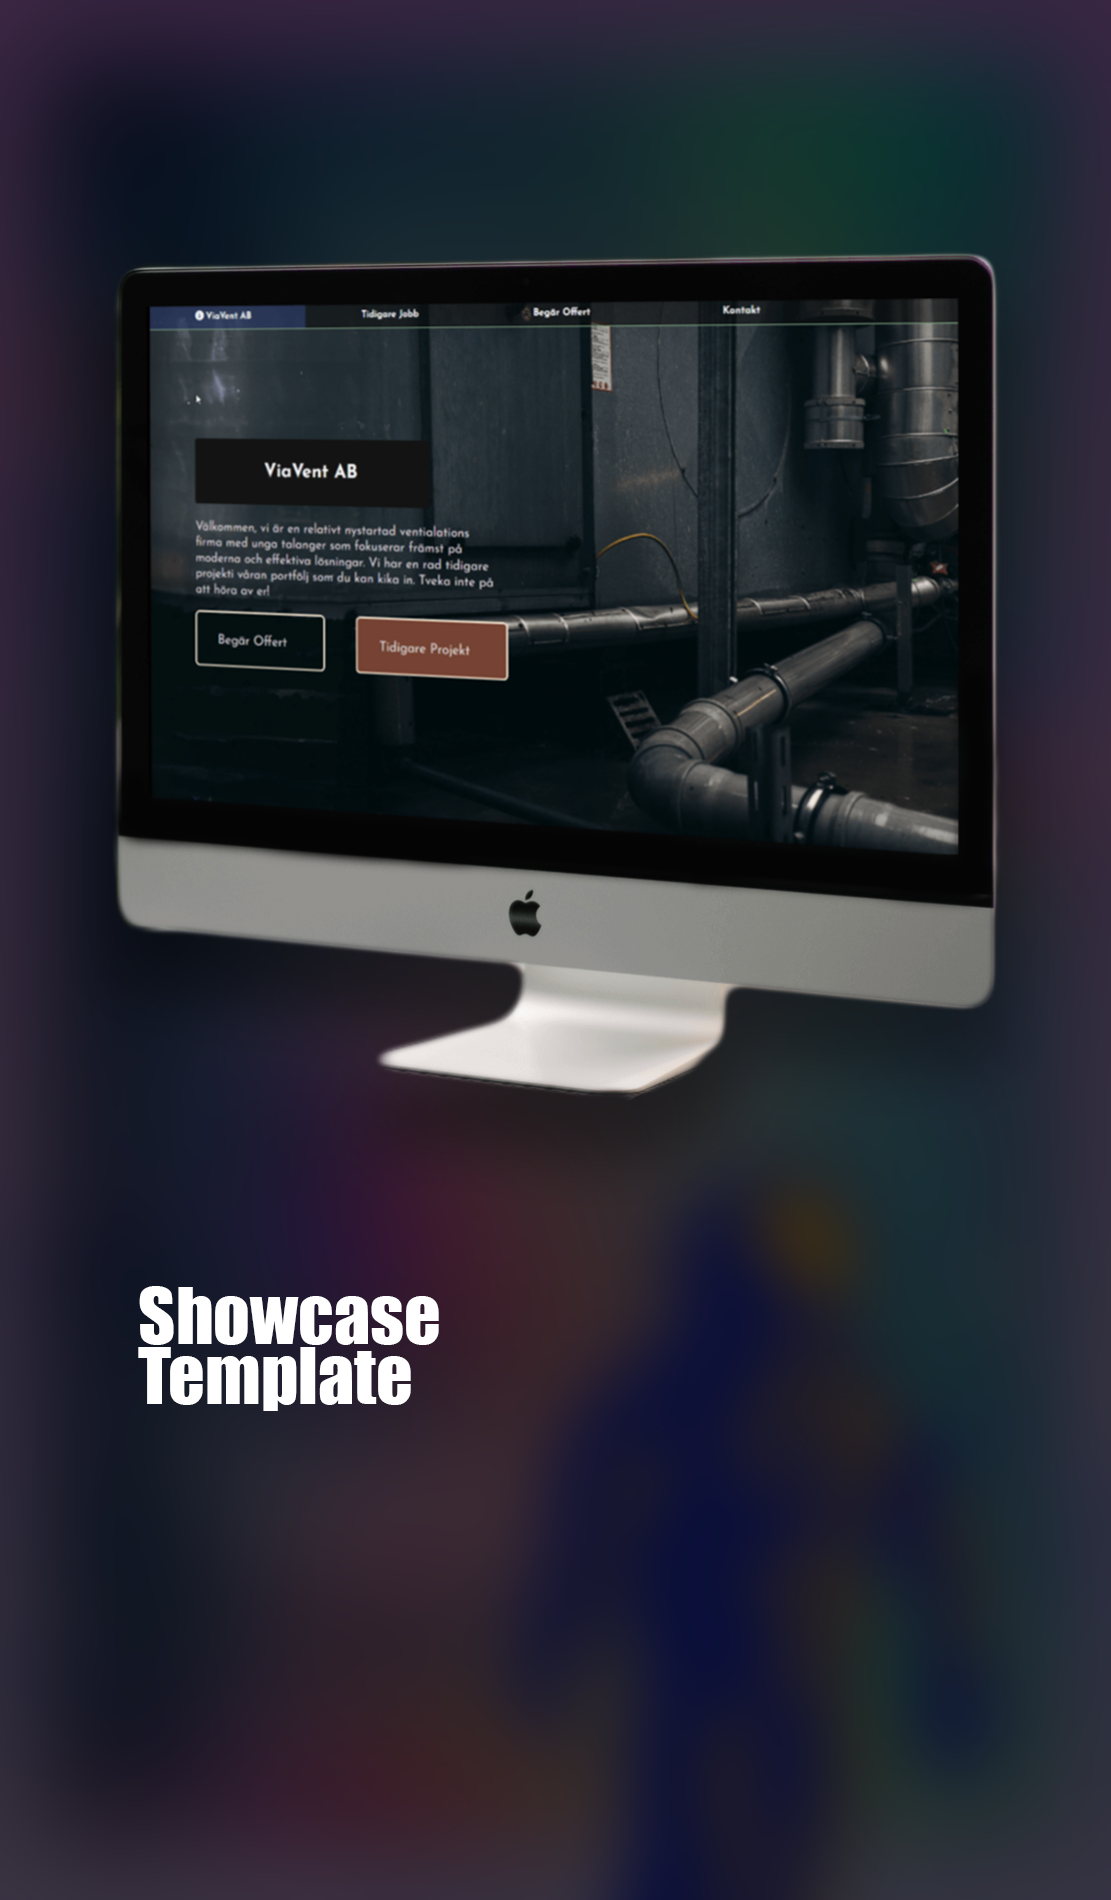 ViaVent AB
Tidigare Jobb
Begär Offert
Kontakt
ViaVent AB
Välkommen, vi är en relativt nystartad ventialations
firma med unga talanger som fokuserar främst på
moderna och effektiva lösningar. Vi har en rad tidigare
projekti våran portfölj som du kan kika in. Tveka inte på
att höra av er!
Begär Offert
Tidigare Projekt
Showcase
Template